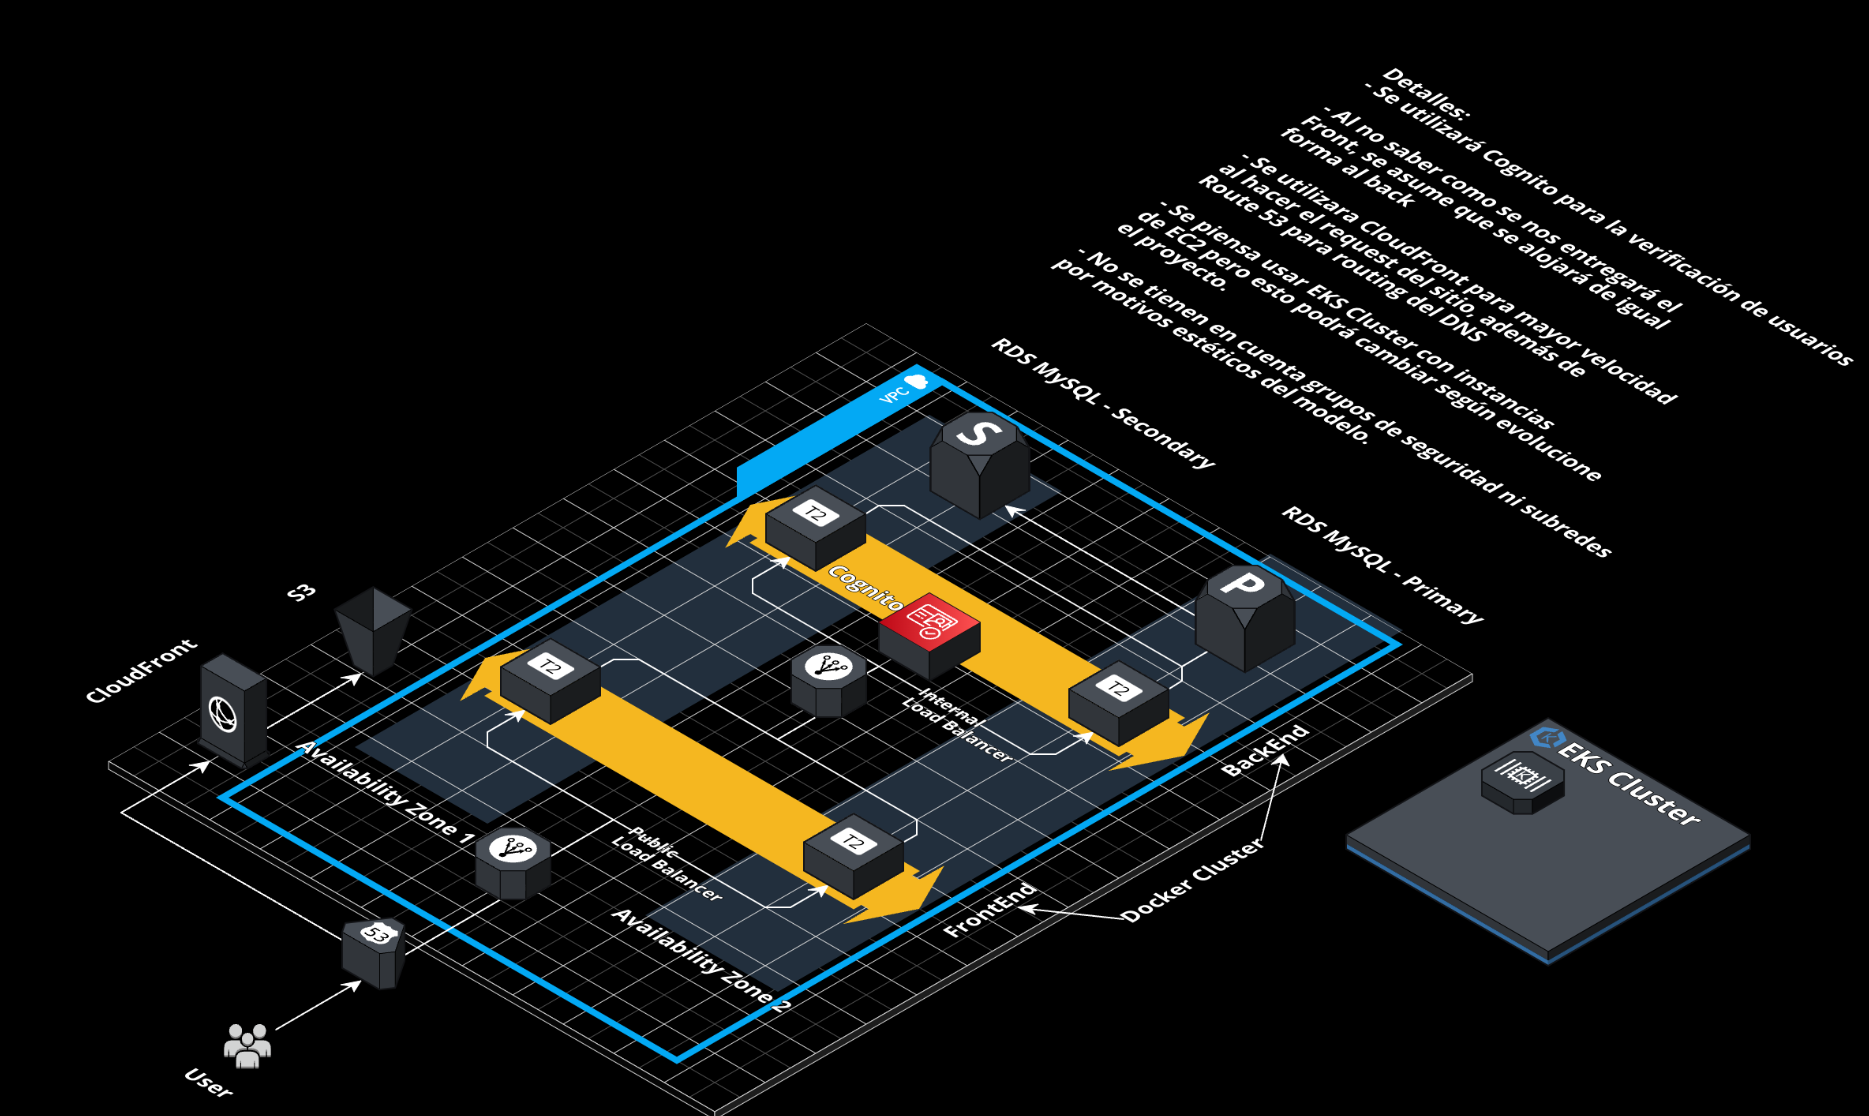 Detalles:
- Se utilizará Cognito para la verificación de usuarios
- Al no saber como se nos entregará el
Front, se asume que se alojará de igual
forma al back
- Se utilizara CloudFront para mayor velocidad
al hacer el request del sitio, además de
Route 53 para routing del DNS
- Se piensa usar EKS Cluster con instancias
de EC2 pero esto podrá cambiar según evolucione
el proyecto.
- No se tienen en cuenta grupos de seguridad ni subredes
por motivos estéticos del modelo.
RDS MySQL - Secondary
VPC
S
RDS MySQL - Primary
P
T2
Cognito
S3
T2
CloudFront
T2
Internal
Load Balancer
BackEnd
EKS Cluster
K
Availability Zone 1
Public
Load Balancer
T2
Docker Cluster
FrontEnd
Availability Zone 2
53
User